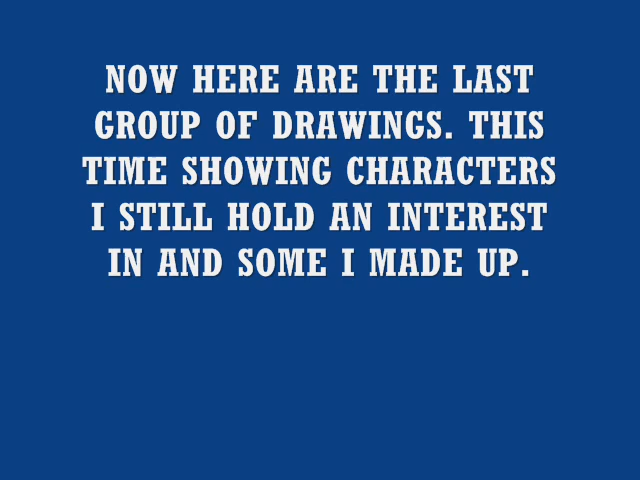 NOW HERE ARE THE LAST
GROUP OF DRAWINGS. THIS
TIME SHOWING CHARACTERS
I STILL HOLD AN INTEREST
IN AND SOME I MADE UP.